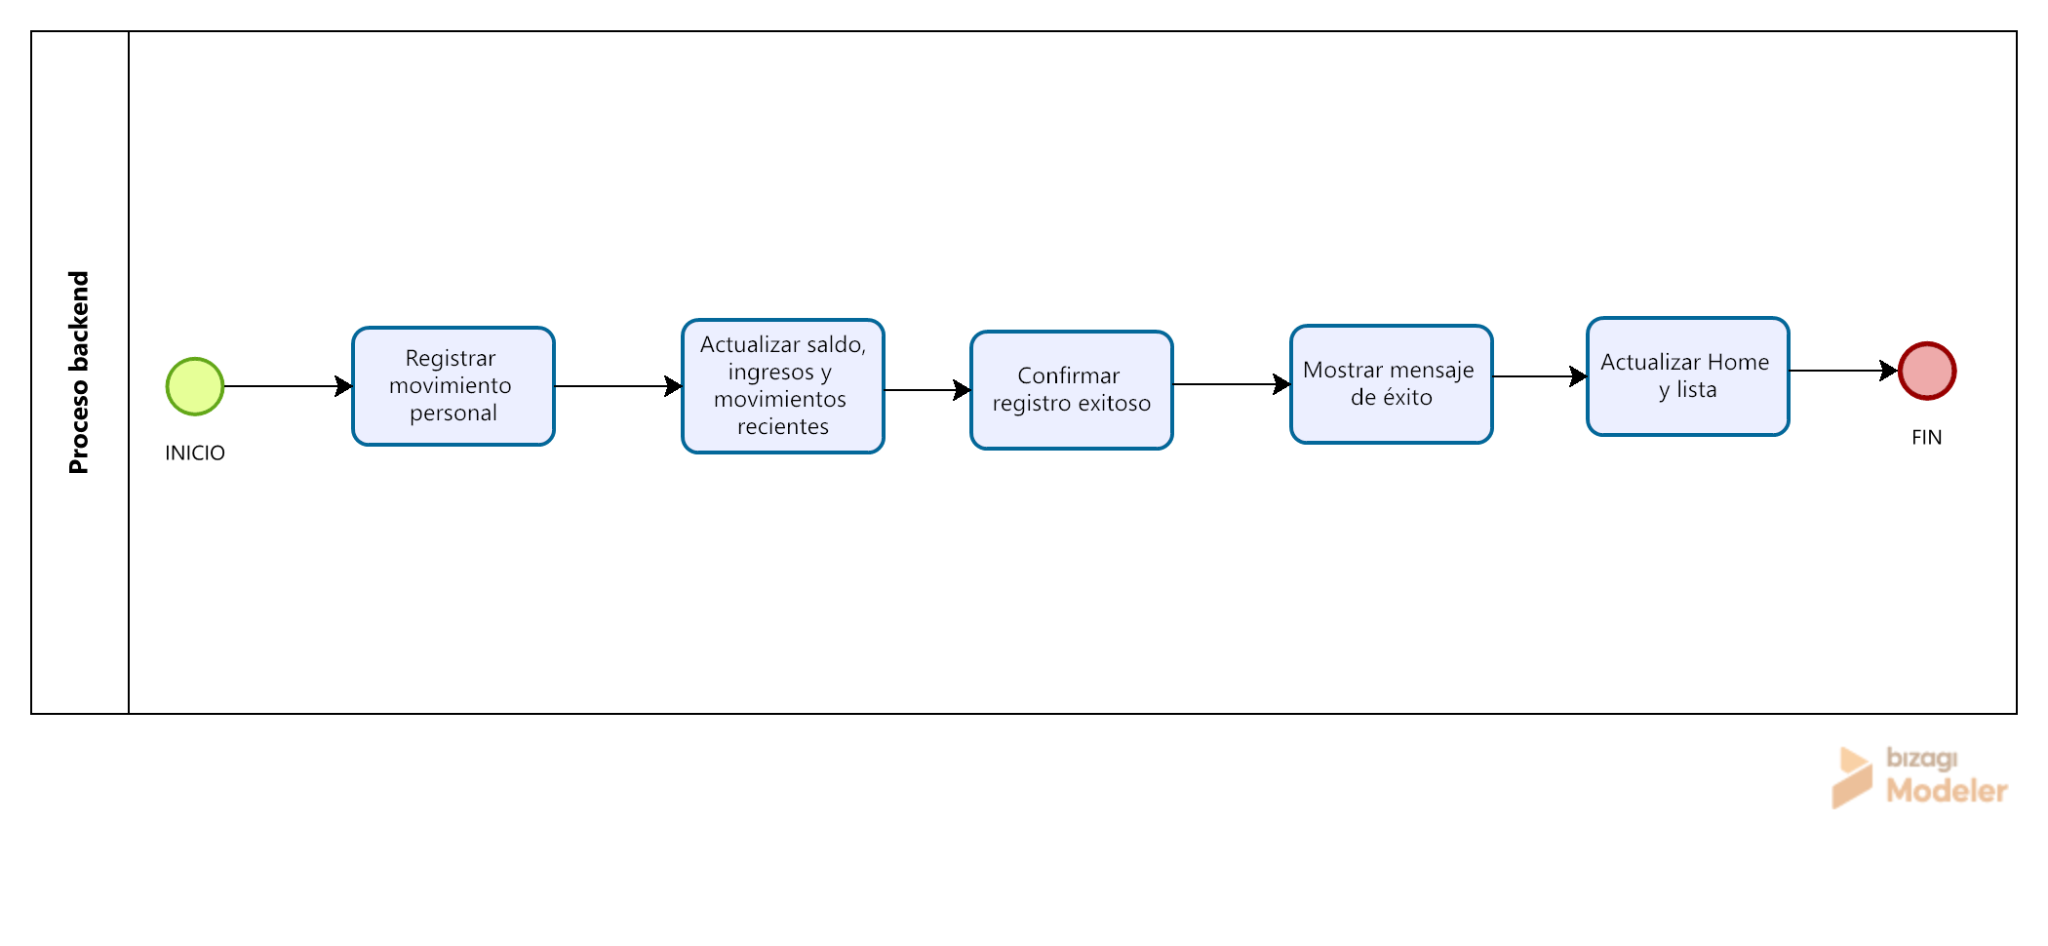 Proceso backend
INICIO
Registrar
movimiento
personal
Actualizar saldo,
ingresos y
movimientos
recientes
Confirmar
registro exitoso
Mostrar mensaje
de éxito
Actualizar Home
y lista
FIN
bizagi
Modeler